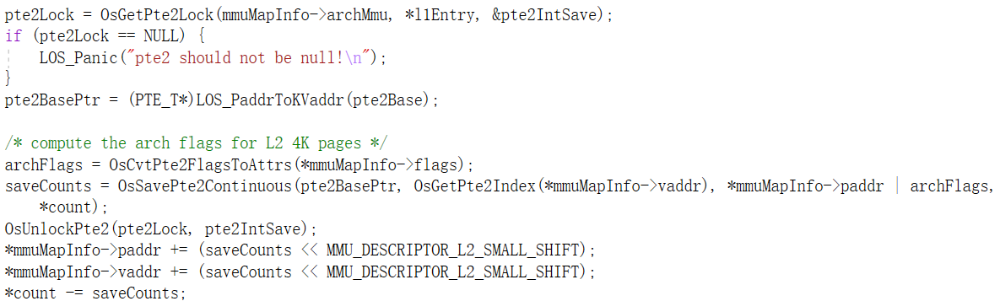 pte2Lock = OsGetPte2Lock(mmuMapInfo->archMmu, *l1Entry, &pte2IntSave);
if (pte2Lock == NULL) {
    LOS_Panic("pte2 should not be null!\n");
}
pte2BasePtr = (PTE_T*)LOS_PaddrToKVaddr(pte2Base);

/* compute the arch flags for L2 4K pages */
archFlags = OsCvtPte2FlagsToAttrs(*mmuMapInfo->flags);
saveCounts = OsSavePte2Continuous(pte2BasePtr, OsGetPte2Index(*mmuMapInfo->vaddr), *mmuMapInfo->paddr | archFlags,
    *count);
OsUnlockPte2(pte2Lock, pte2IntSave);
*mmuMapInfo->paddr += (saveCounts << MMU_DESCRIPTOR_L2_SMALL_SHIFT);
*mmuMapInfo->vaddr += (saveCounts << MMU_DESCRIPTOR_L2_SMALL_SHIFT);
*count -= saveCounts;